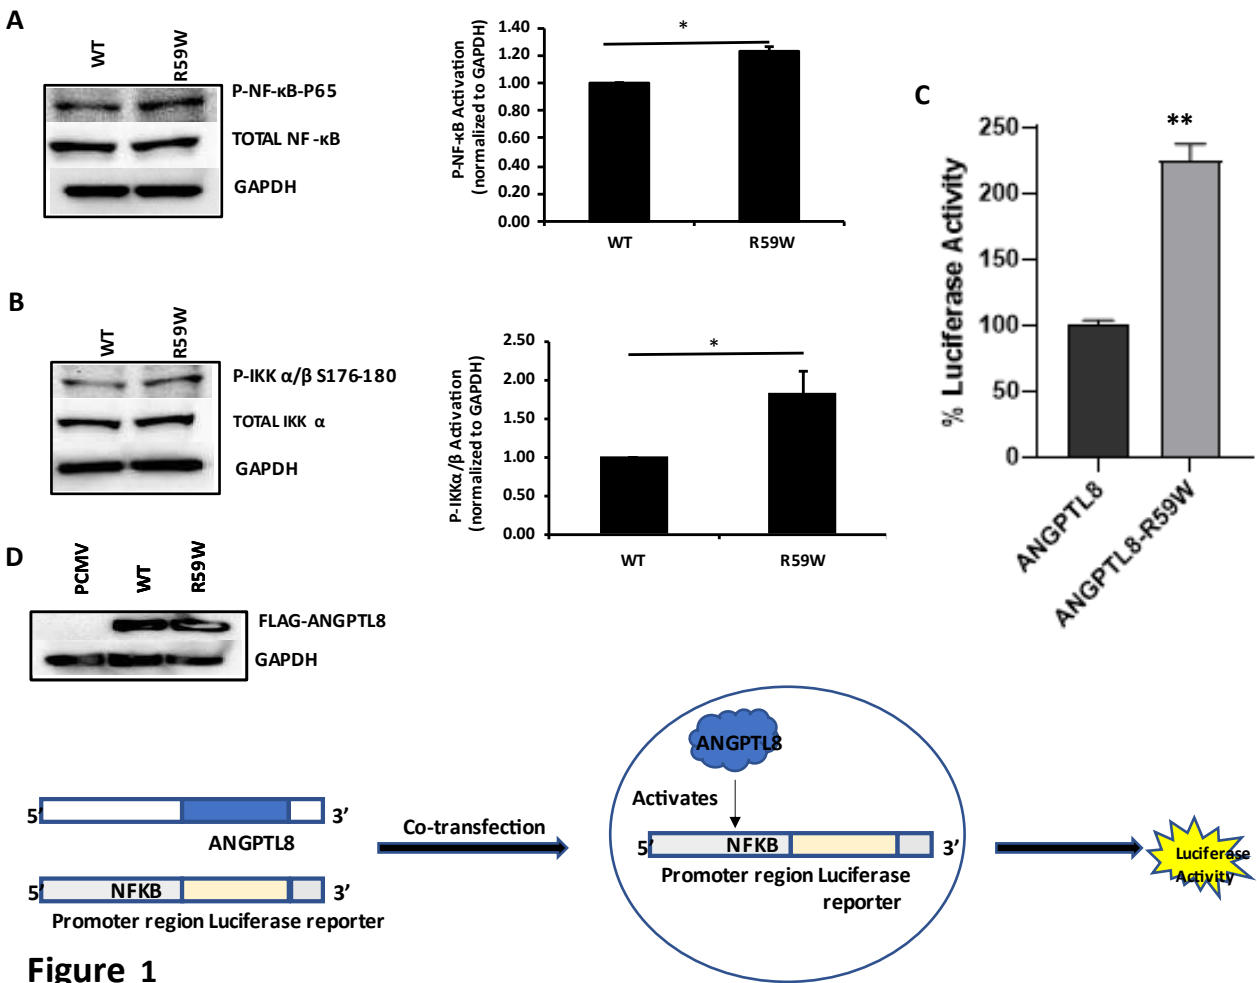 A
WT
R59W
P-NF-κB-P65
TOTAL NF-κB
GAPDH
P-NF-κB Activation
(normalized to GAPDH)
1.40
1.20
1.00
0.80
0.60
0.40
0.20
0.00
*
WT
R59W
B
WT
R59W
P-IKK α/β S176-180
TOTAL IKK α
GAPDH
P-IKKα/β Activation
(normalized to GAPDH)
2.50
2.00
1.50
1.00
0.50
0.00
*
WT
R59W
C
% Luciferase Activity
250
200
150
100
50
0
**
ANGPTL8
ANGPTL8-R59W
D
PCMV
WT
R59W
FLAG-ANGPTL8
GAPDH
5'
3'
ANGPTL8
5'
NFKB
3'
Promoter region Luciferase reporter
Co-transfection
ANGPTL8
Activates
5'
NFKB
3'
Promoter region Luciferase
reporter
Luciferase
Activity
Figure 1